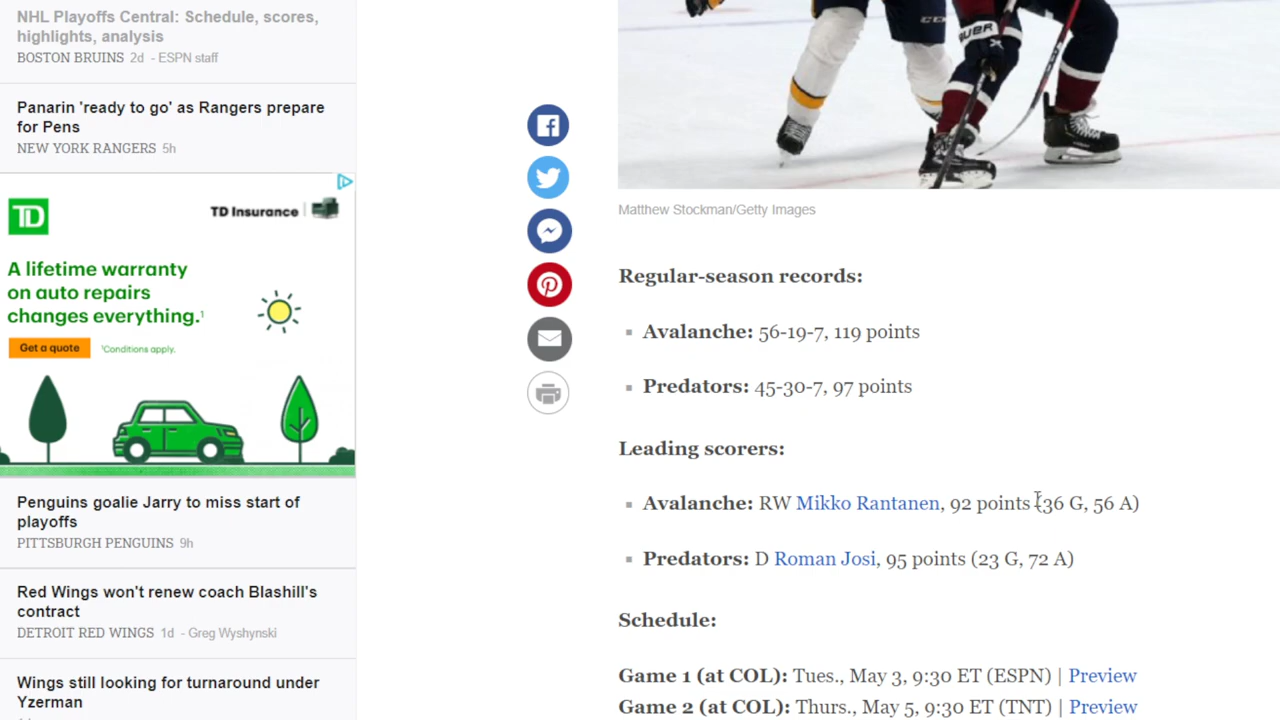 NHL Playoffs Central: Schedule, scores,
highlights, analysis
BOSTON BRUINS 2d - ESPN staff
Panarin 'ready to go' as Rangers prepare
for Pens
NEW YORK RANGERS 5h
TD
TD Insurance
A lifetime warranty
on auto repairs
changes everything.¹
Get a quote
¹Conditions apply.
Penguins goalie Jarry to miss start of
playoffs
PITTSBURGH PENGUINS 9h
Red Wings won't renew coach Blashill's
contract
DETROIT RED WINGS 1d - Greg Wyshynski
Wings still looking for turnaround under
Yzerman
Matthew Stockman/Getty Images
Regular-season records:
Avalanche: 56-19-7, 119 points
Predators: 45-30-7, 97 points
Leading scorers:
Avalanche: RW Mikko Rantanen, 92 points (36 G, 56 A)
Predators: D Roman Josi, 95 points (23 G, 72 A)
Schedule:
Game 1 (at COL): Tues., May 3, 9:30 ET (ESPN) | Preview
Game 2 (at COL): Thurs., May 5, 9:30 ET (TNT) | Preview